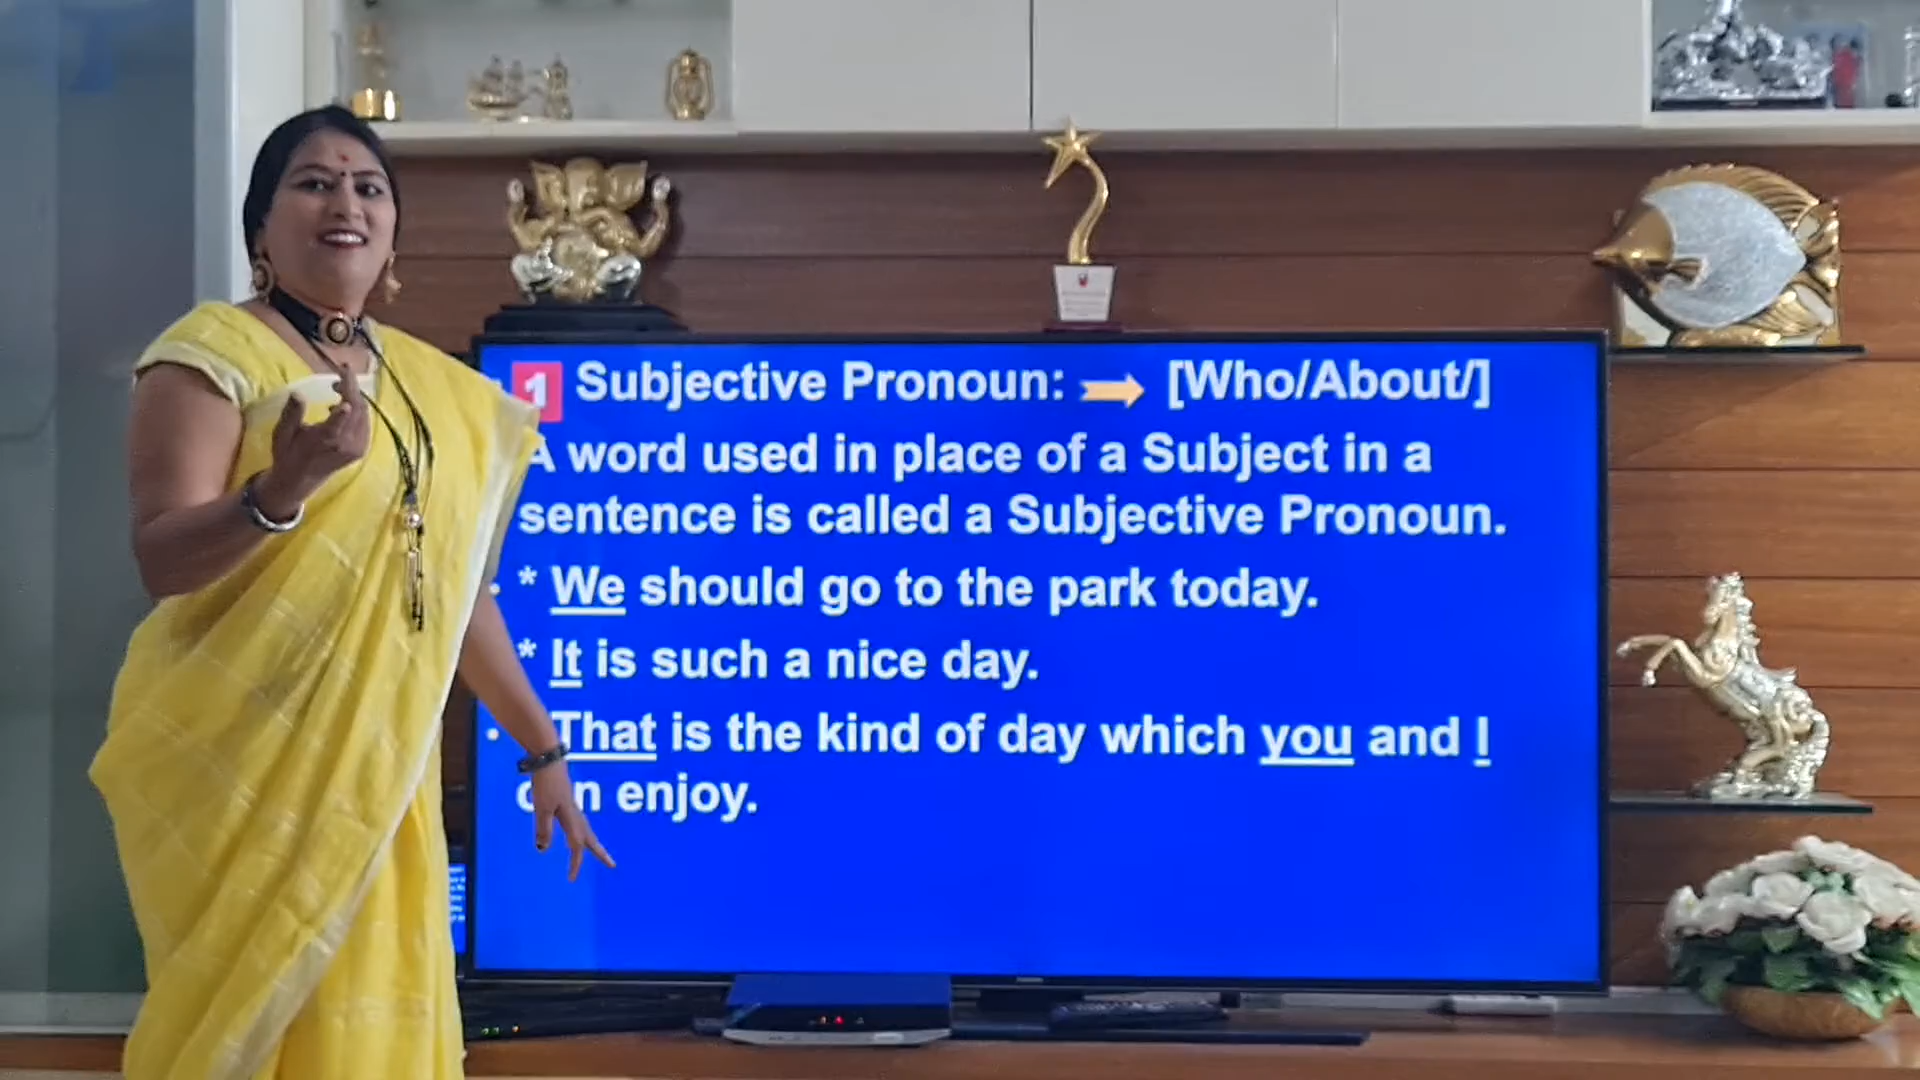 1 Subjective Pronoun: [Who/About/]
A word used in place of a Subject in a
sentence is called a Subjective Pronoun.
* We should go to the park today.
* It is such a nice day.
That is the kind of day which you and I
can enjoy.